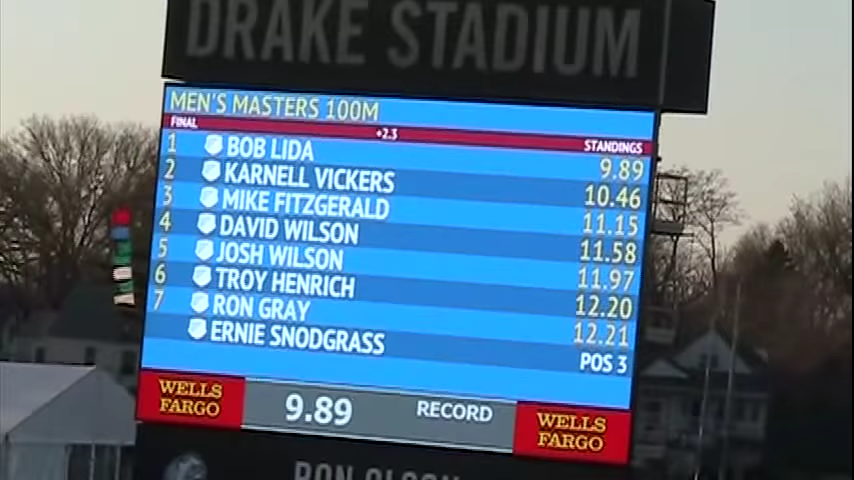 DRAKE STADIUM
MEN'S MASTERS 100M
FINAL +2.3 STANDINGS
1 BOB LIDA 9.89
2 KARNELL VICKERS 10.46
3 MIKE FITZGERALD 11.15
4 DAVID WILSON 11.58
5 JOSH WILSON 11.97
6 TROY HENRICH 12.20
7 RON GRAY 12.21
ERNIE SNODGRASS POS 3
WELLS FARGO 9.89 RECORD WELLS FARGO
RON OLSON